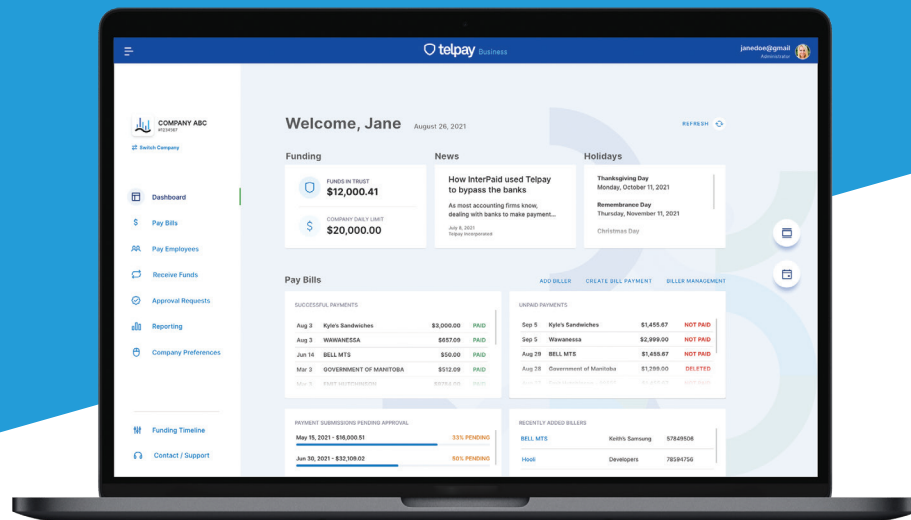 telpay Business
janedoe@gmail
Administrator
COMPANY ABC
#1234567
Switch Company
Dashboard
Pay Bills
Pay Employees
Receive Funds
Approval Requests
Reporting
Company Preferences
Funding Timeline
Contact / Support
Welcome, Jane August 26, 2021
REFRESH
Funding
FUNDS IN TRUST
$12,000.41
COMPANY DAILY LIMIT
$20,000.00
News
How InterPaid used Telpay
to bypass the banks
As most accounting firms know,
dealing with banks to make payment...
July 8, 2021
Telpay Incorporated
Holidays
Thanksgiving Day
Monday, October 11, 2021
Remembrance Day
Thursday, November 11, 2021
Christmas Day
Pay Bills
ADD BILLER CREATE BILL PAYMENT BILLER MANAGEMENT
SUCCESSFUL PAYMENTS
Aug 3 Kyle's Sandwiches $3,000.00 PAID
Aug 3 WAWANESSA $657.09 PAID
Jun 14 BELL MTS $50.00 PAID
Mar 3 GOVERNMENT OF MANITOBA $512.09 PAID
UNPAID PAYMENTS
Sep 5 Kyle's Sandwiches $1,455.67 NOT PAID
Sep 5 Wawanessa $2,999.00 NOT PAID
Aug 29 BELL MTS $1,455.67 NOT PAID
Aug 28 Government of Manitoba $1,299.00 DELETED
PAYMENT SUBMISSIONS PENDING APPROVAL
May 15, 2021 - $16,000.51 33% PENDING
Jun 30, 2021 - $32,109.02 50% PENDING
RECENTLY ADDED BILLERS
BELL MTS Keith's Samsung 57849506
Hooli Developers 78594756